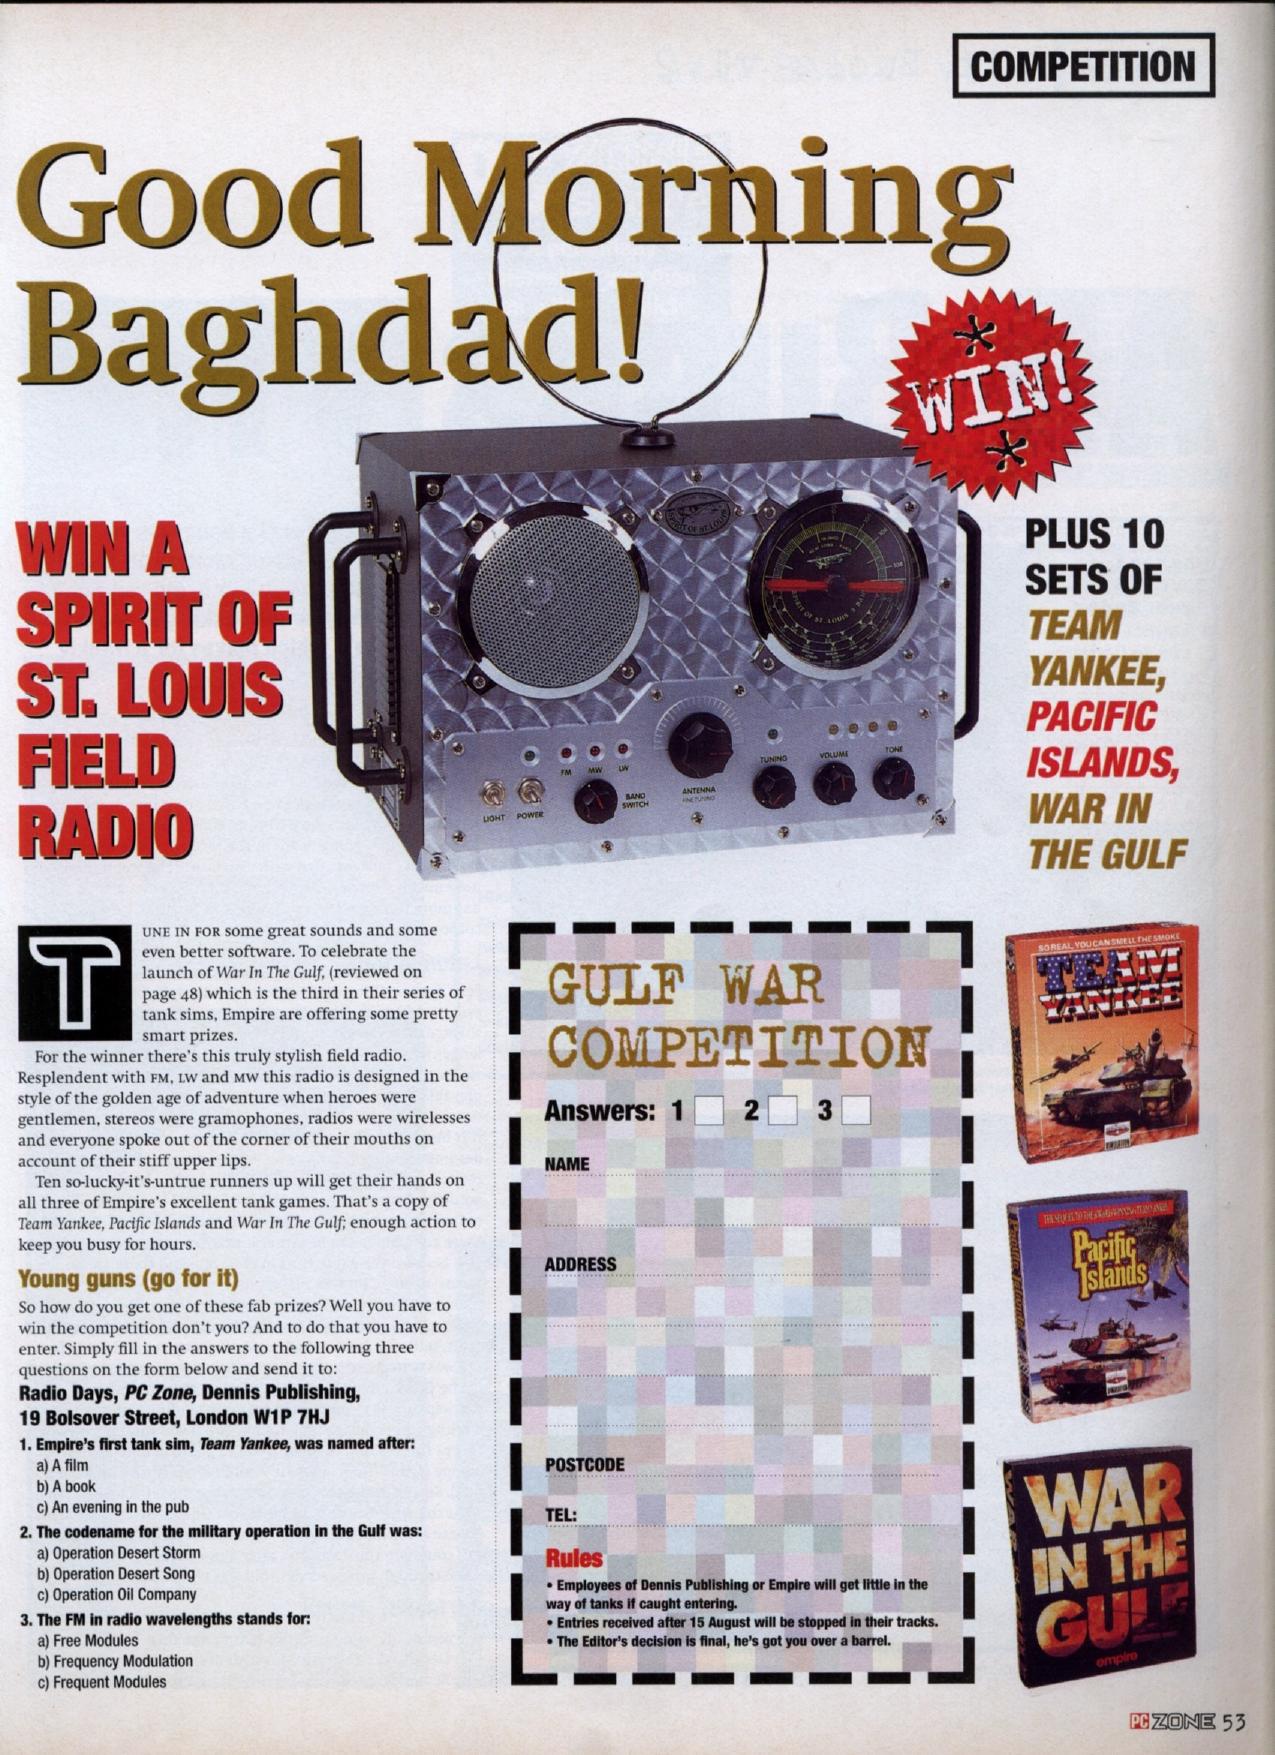 COMPETITION
Good Morning
Baghdad!
*
WIN!
*
WIN A
SPIRIT OF
ST. LOUIS
FIELD
RADIO
SPIRIT OF ST. LOUIS
FM
MW
LW
LIGHT
POWER
BAND
SWITCH
ANTENNA
FINE TUNING
TUNING
VOLUME
TONE
PLUS 10
SETS OF
TEAM
YANKEE,
PACIFIC
ISLANDS,
WAR IN
THE GULF
TUNE IN FOR some great sounds and some
even better software. To celebrate the
launch of War In The Gulf, (reviewed on
page 48) which is the third in their series of
tank sims, Empire are offering some pretty
smart prizes.
For the winner there's this truly stylish field radio.
Resplendent with FM, LW and MW this radio is designed in the
style of the golden age of adventure when heroes were
gentlemen, stereos were gramophones, radios were wirelesses
and everyone spoke out of the corner of their mouths on
account of their stiff upper lips.
Ten so-lucky-it's-untrue runners up will get their hands on
all three of Empire's excellent tank games. That's a copy of
Team Yankee, Pacific Islands and War In The Gulf; enough action to
keep you busy for hours.
Young guns (go for it)
So how do you get one of these fab prizes? Well you have to
win the competition don't you? And to do that you have to
enter. Simply fill in the answers to the following three
questions on the form below and send it to:
Radio Days, PC Zone, Dennis Publishing,
19 Bolsover Street, London W1P 7HJ
1. Empire's first tank sim, Team Yankee, was named after:
a) A film
b) A book
c) An evening in the pub
2. The codename for the military operation in the Gulf was:
a) Operation Desert Storm
b) Operation Desert Song
c) Operation Oil Company
3. The FM in radio wavelengths stands for:
a) Free Modules
b) Frequency Modulation
c) Frequent Modules
GULF WAR
COMPETITION
Answers: 1 2 3
NAME
ADDRESS
POSTCODE
TEL:
Rules
• Employees of Dennis Publishing or Empire will get little in the
way of tanks if caught entering.
• Entries received after 15 August will be stopped in their tracks.
• The Editor's decision is final, he's got you over a barrel.
SO REAL, YOU CAN SMELL THE SMOKE
TEAM
YANKEE
THE SEQUEL TO THE AWARD WINNING TEAM YANKEE
Pacific
Islands
WAR
IN THE
GULF
empire
PC ZONE 53